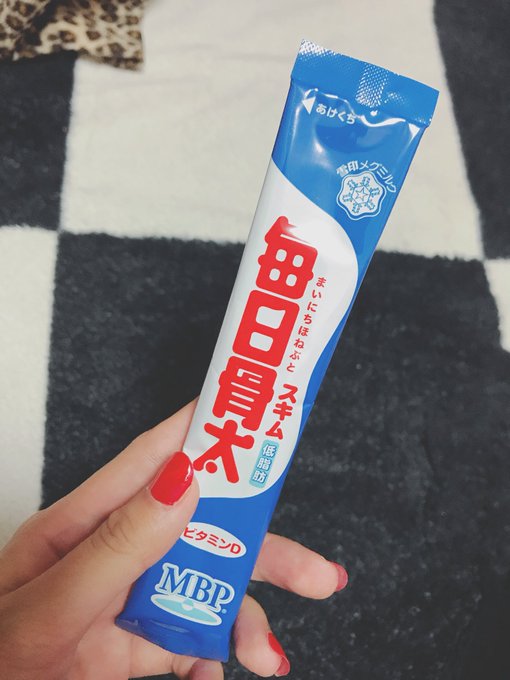 あけくち
雪印メグミルク
毎日骨太
まいにちほねぶと
スキム
低脂肪
ビタミンD
MBP®